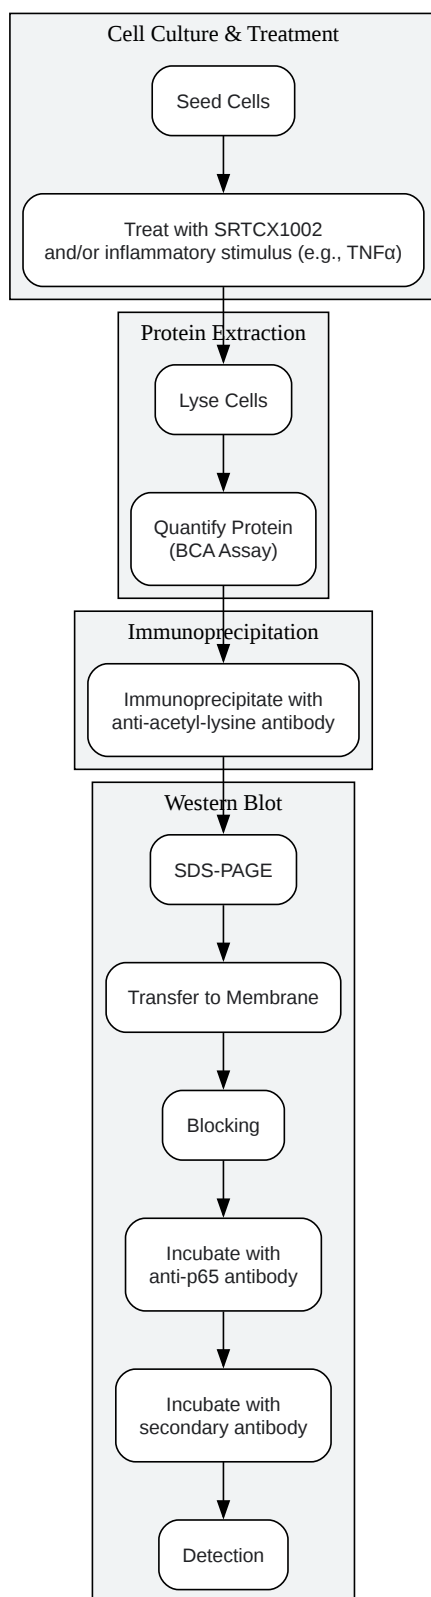 Cell Culture & Treatment
Seed Cells
Treat with SRTCX1002
and/or inflammatory stimulus (e.g., TNFα)
Protein Extraction
Lyse Cells
Quantify Protein
(BCA Assay)
Immunoprecipitation
Immunoprecipitate with
anti-acetyl-lysine antibody
Western Blot
SDS-PAGE
Transfer to Membrane
Blocking
Incubate with
anti-p65 antibody
Incubate with
secondary antibody
Detection